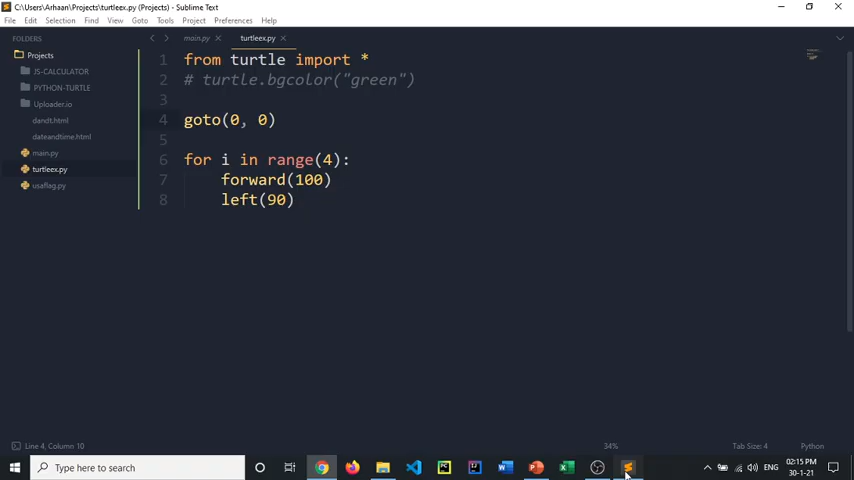 C:\Users\Arhaan\Projects\turtleex.py (Projects) - Sublime Text
File Edit Selection Find View Goto Tools Project Preferences Help
FOLDERS
Projects
JS-CALCULATOR
PYTHON-TURTLE
Uploader.io
dandt.html
dateandtime.html
main.py
turtleex.py
usaflag.py
main.py turtleex.py
1 from turtle import *
2 # turtle.bgcolor("green")
3
4 goto(0, 0)
5
6 for i in range(4):
7 forward(100)
8 left(90)
Line 4, Column 10 34% Tab Size: 4 Python
Type here to search
ENG
02:15 PM
30-1-21